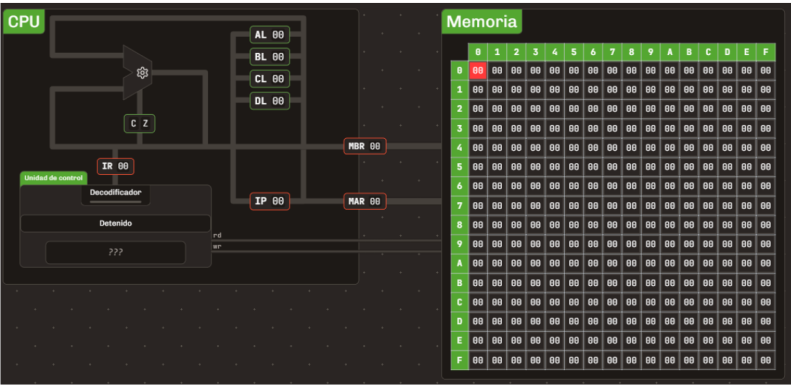 CPU
AL 00
BL 00
CL 00
DL 00
C Z
MBR 00
IR 00
Unidad de control
Decodificador
IP 00
MAR 00
Detenido
rd
wr
???
Memoria
0 1 2 3 4 5 6 7 8 9 A B C D E F
0 00 00 00 00 00 00 00 00 00 00 00 00 00 00 00 00
1 00 00 00 00 00 00 00 00 00 00 00 00 00 00 00 00
2 00 00 00 00 00 00 00 00 00 00 00 00 00 00 00 00
3 00 00 00 00 00 00 00 00 00 00 00 00 00 00 00 00
4 00 00 00 00 00 00 00 00 00 00 00 00 00 00 00 00
5 00 00 00 00 00 00 00 00 00 00 00 00 00 00 00 00
6 00 00 00 00 00 00 00 00 00 00 00 00 00 00 00 00
7 00 00 00 00 00 00 00 00 00 00 00 00 00 00 00 00
8 00 00 00 00 00 00 00 00 00 00 00 00 00 00 00 00
9 00 00 00 00 00 00 00 00 00 00 00 00 00 00 00 00
A 00 00 00 00 00 00 00 00 00 00 00 00 00 00 00 00
B 00 00 00 00 00 00 00 00 00 00 00 00 00 00 00 00
C 00 00 00 00 00 00 00 00 00 00 00 00 00 00 00 00
D 00 00 00 00 00 00 00 00 00 00 00 00 00 00 00 00
E 00 00 00 00 00 00 00 00 00 00 00 00 00 00 00 00
F 00 00 00 00 00 00 00 00 00 00 00 00 00 00 00 00